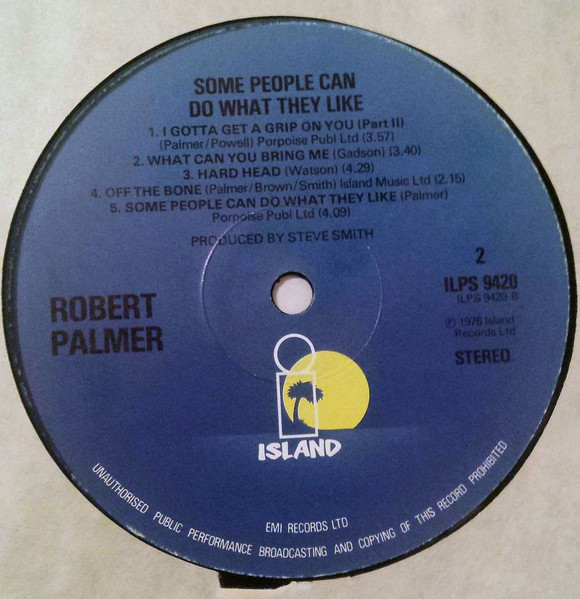 SOME PEOPLE CAN
DO WHAT THEY LIKE
1. I GOTTA GET A GRIP ON YOU (Part II)
(Palmer/Powell) Porpoise Publ Ltd (3.57)
2. WHAT CAN YOU BRING ME (Gadson) (3.40)
3. HARD HEAD (Watson) (4.29)
4. OFF THE BONE (Palmer/Brown/Smith) Island Music Ltd (2.15)
5. SOME PEOPLE CAN DO WHAT THEY LIKE (Palmer)
Porpoise Publ Ltd (4.09)
PRODUCED BY STEVE SMITH
ROBERT
PALMER
2
ILPS 9420
ILPS 9420-B
℗ 1976 Island
Records Ltd
STEREO
ISLAND
EMI RECORDS LTD
UNAUTHORISED PUBLIC PERFORMANCE BROADCASTING AND COPYING OF THIS RECORD PROHIBITED